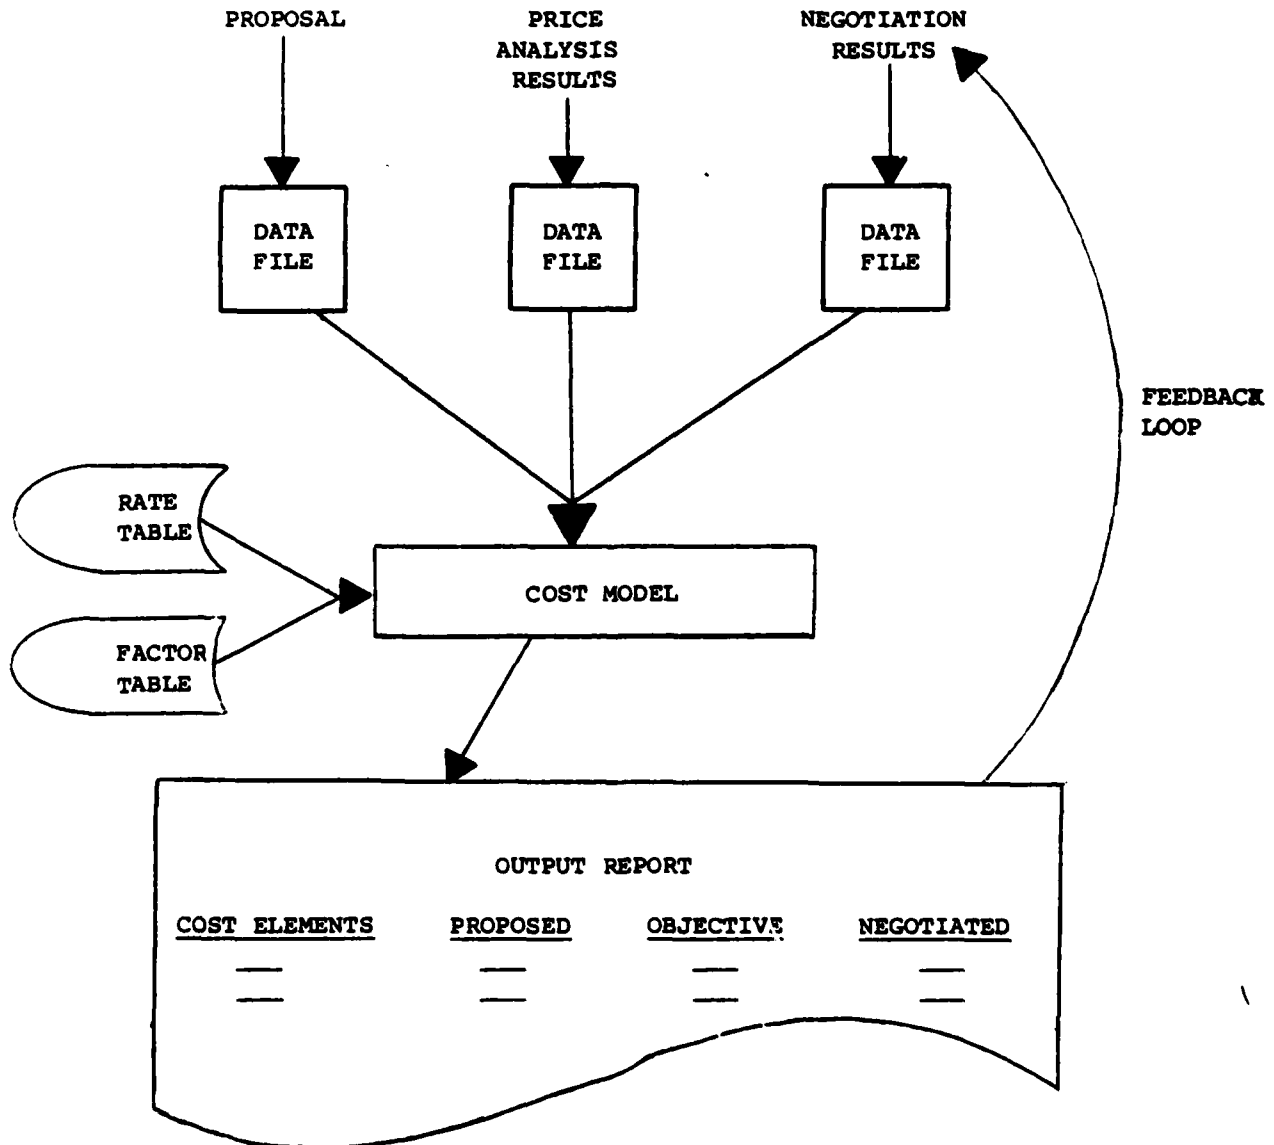 PROPOSAL
PRICE
ANALYSIS
RESULTS
NEGOTIATION
RESULTS
DATA
FILE
DATA
FILE
DATA
FILE
FEEDBACK
LOOP
RATE
TABLE
COST MODEL
FACTOR
TABLE
OUTPUT REPORT
COST ELEMENTS PROPOSED OBJECTIVE NEGOTIATED